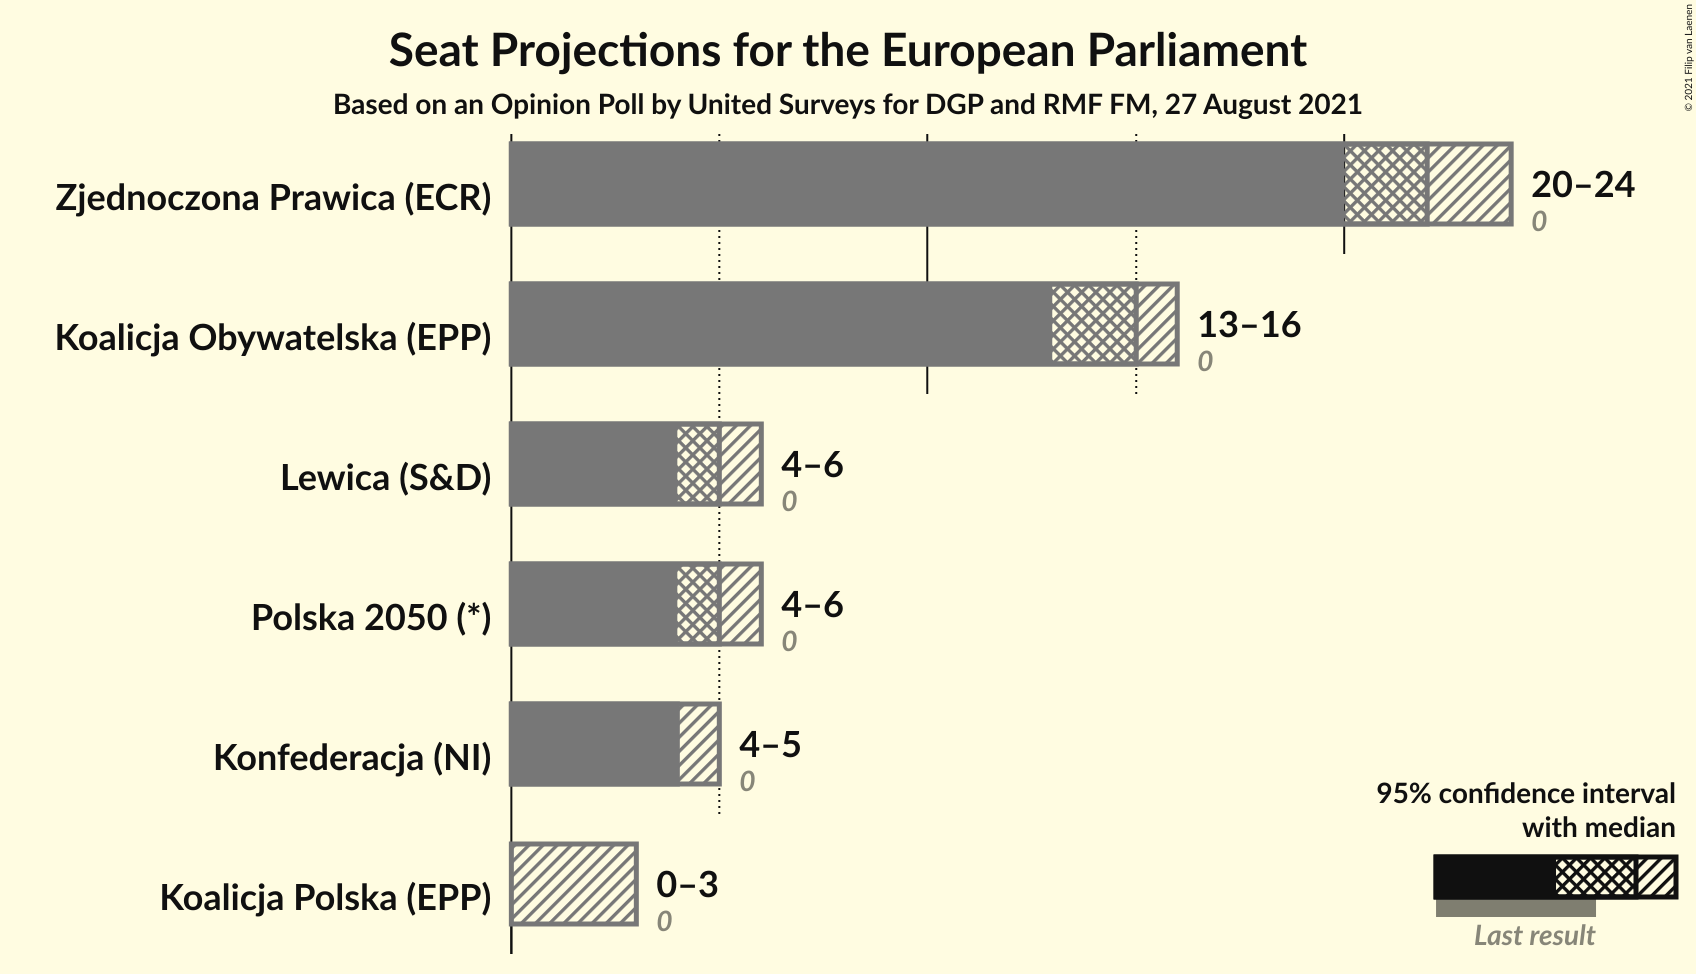 Seat Projections for the European Parliament
Based on an Opinion Poll by United Surveys for DGP and RMF FM, 27 August 2021
© 2021 Filip van Laenen
Zjednoczona Prawica (ECR)
20–24
0
Koalicja Obywatelska (EPP)
13–16
0
Lewica (S&D)
4–6
0
Polska 2050 (*)
4–6
0
Konfederacja (NI)
4–5
0
Koalicja Polska (EPP)
0–3
0
95% confidence interval
with median
Last result